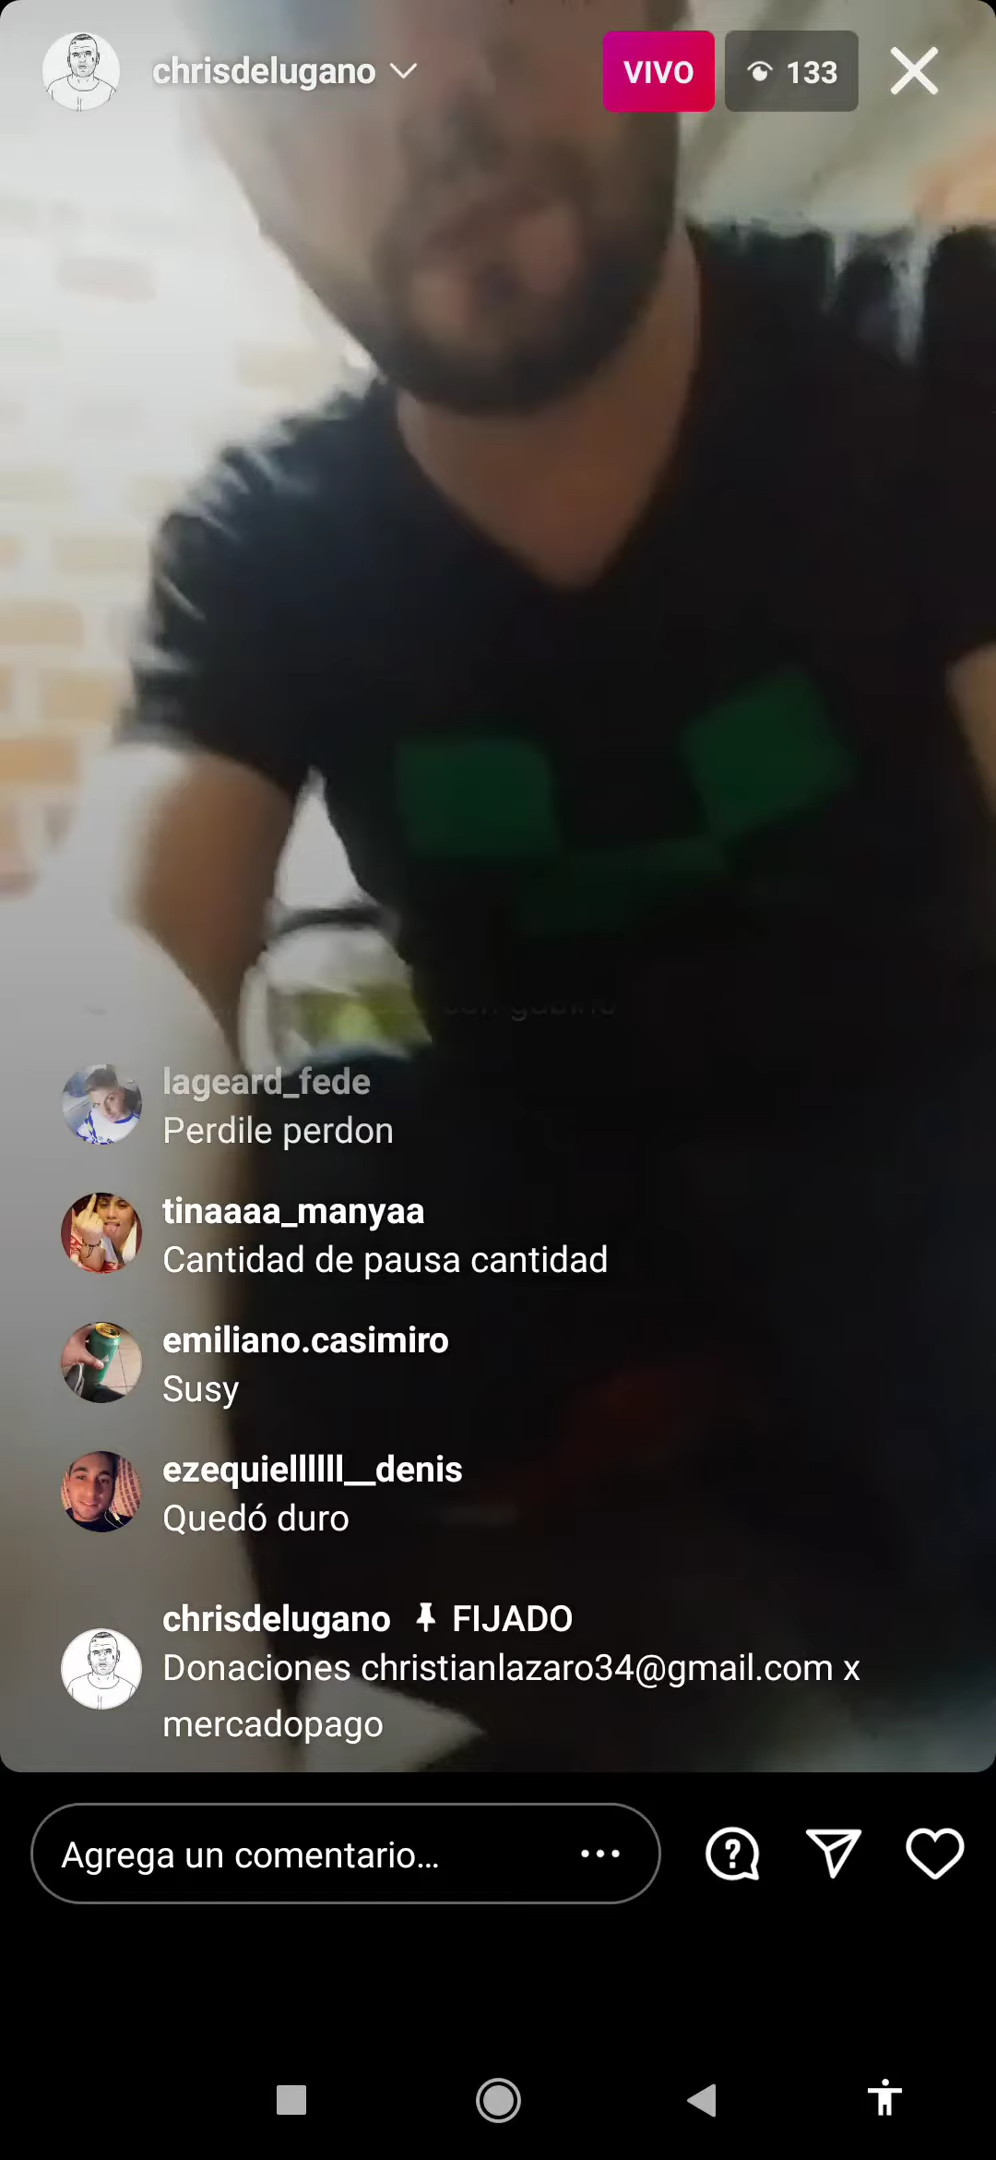 chrisdelugano
VIVO
133
lageard_fede
Perdile perdon
tinaaaa_manyaa
Cantidad de pausa cantidad
emiliano.casimiro
Susy
ezequielllllll__denis
Quedó duro
chrisdelugano FIJADO
Donaciones christianlazaro34@gmail.com x
mercadopago
Agrega un comentario...